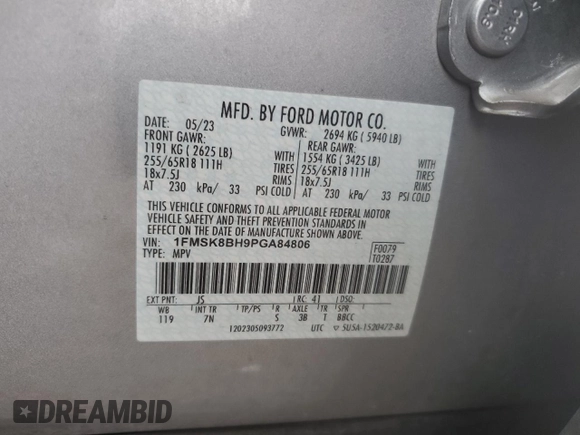 MFD. BY FORD MOTOR CO.
DATE: 05/23 GVWR: 2694 KG ( 5940 LB)
FRONT GAWR: REAR GAWR:
1191 KG ( 2625 LB) WITH 1554 KG ( 3425 LB) WITH
255/65R18 111H TIRES 255/65R18 111H TIRES
18x7.5J RIMS 18x7.5J RIMS
AT 230 kPa/ 33 PSI COLD AT 230 kPa/ 33 PSI COLD
THIS VEHICLE CONFORMS TO ALL APPLICABLE FEDERAL MOTOR
VEHICLE SAFETY AND THEFT PREVENTION STANDARDS IN
EFFECT ON THE DATE OF MANUFACTURE SHOWN ABOVE.
VIN: 1FMSK8BH9PGA84806 F0079
TYPE: MPV T0287
EXT PNT: JS RC: 41 DSO:
WB INT TR TP/PS R AXLE TR SPR
119 7N S 3B T BBCC
1202305093772 UTC 5U5A-1520472-BA
DREAMBID